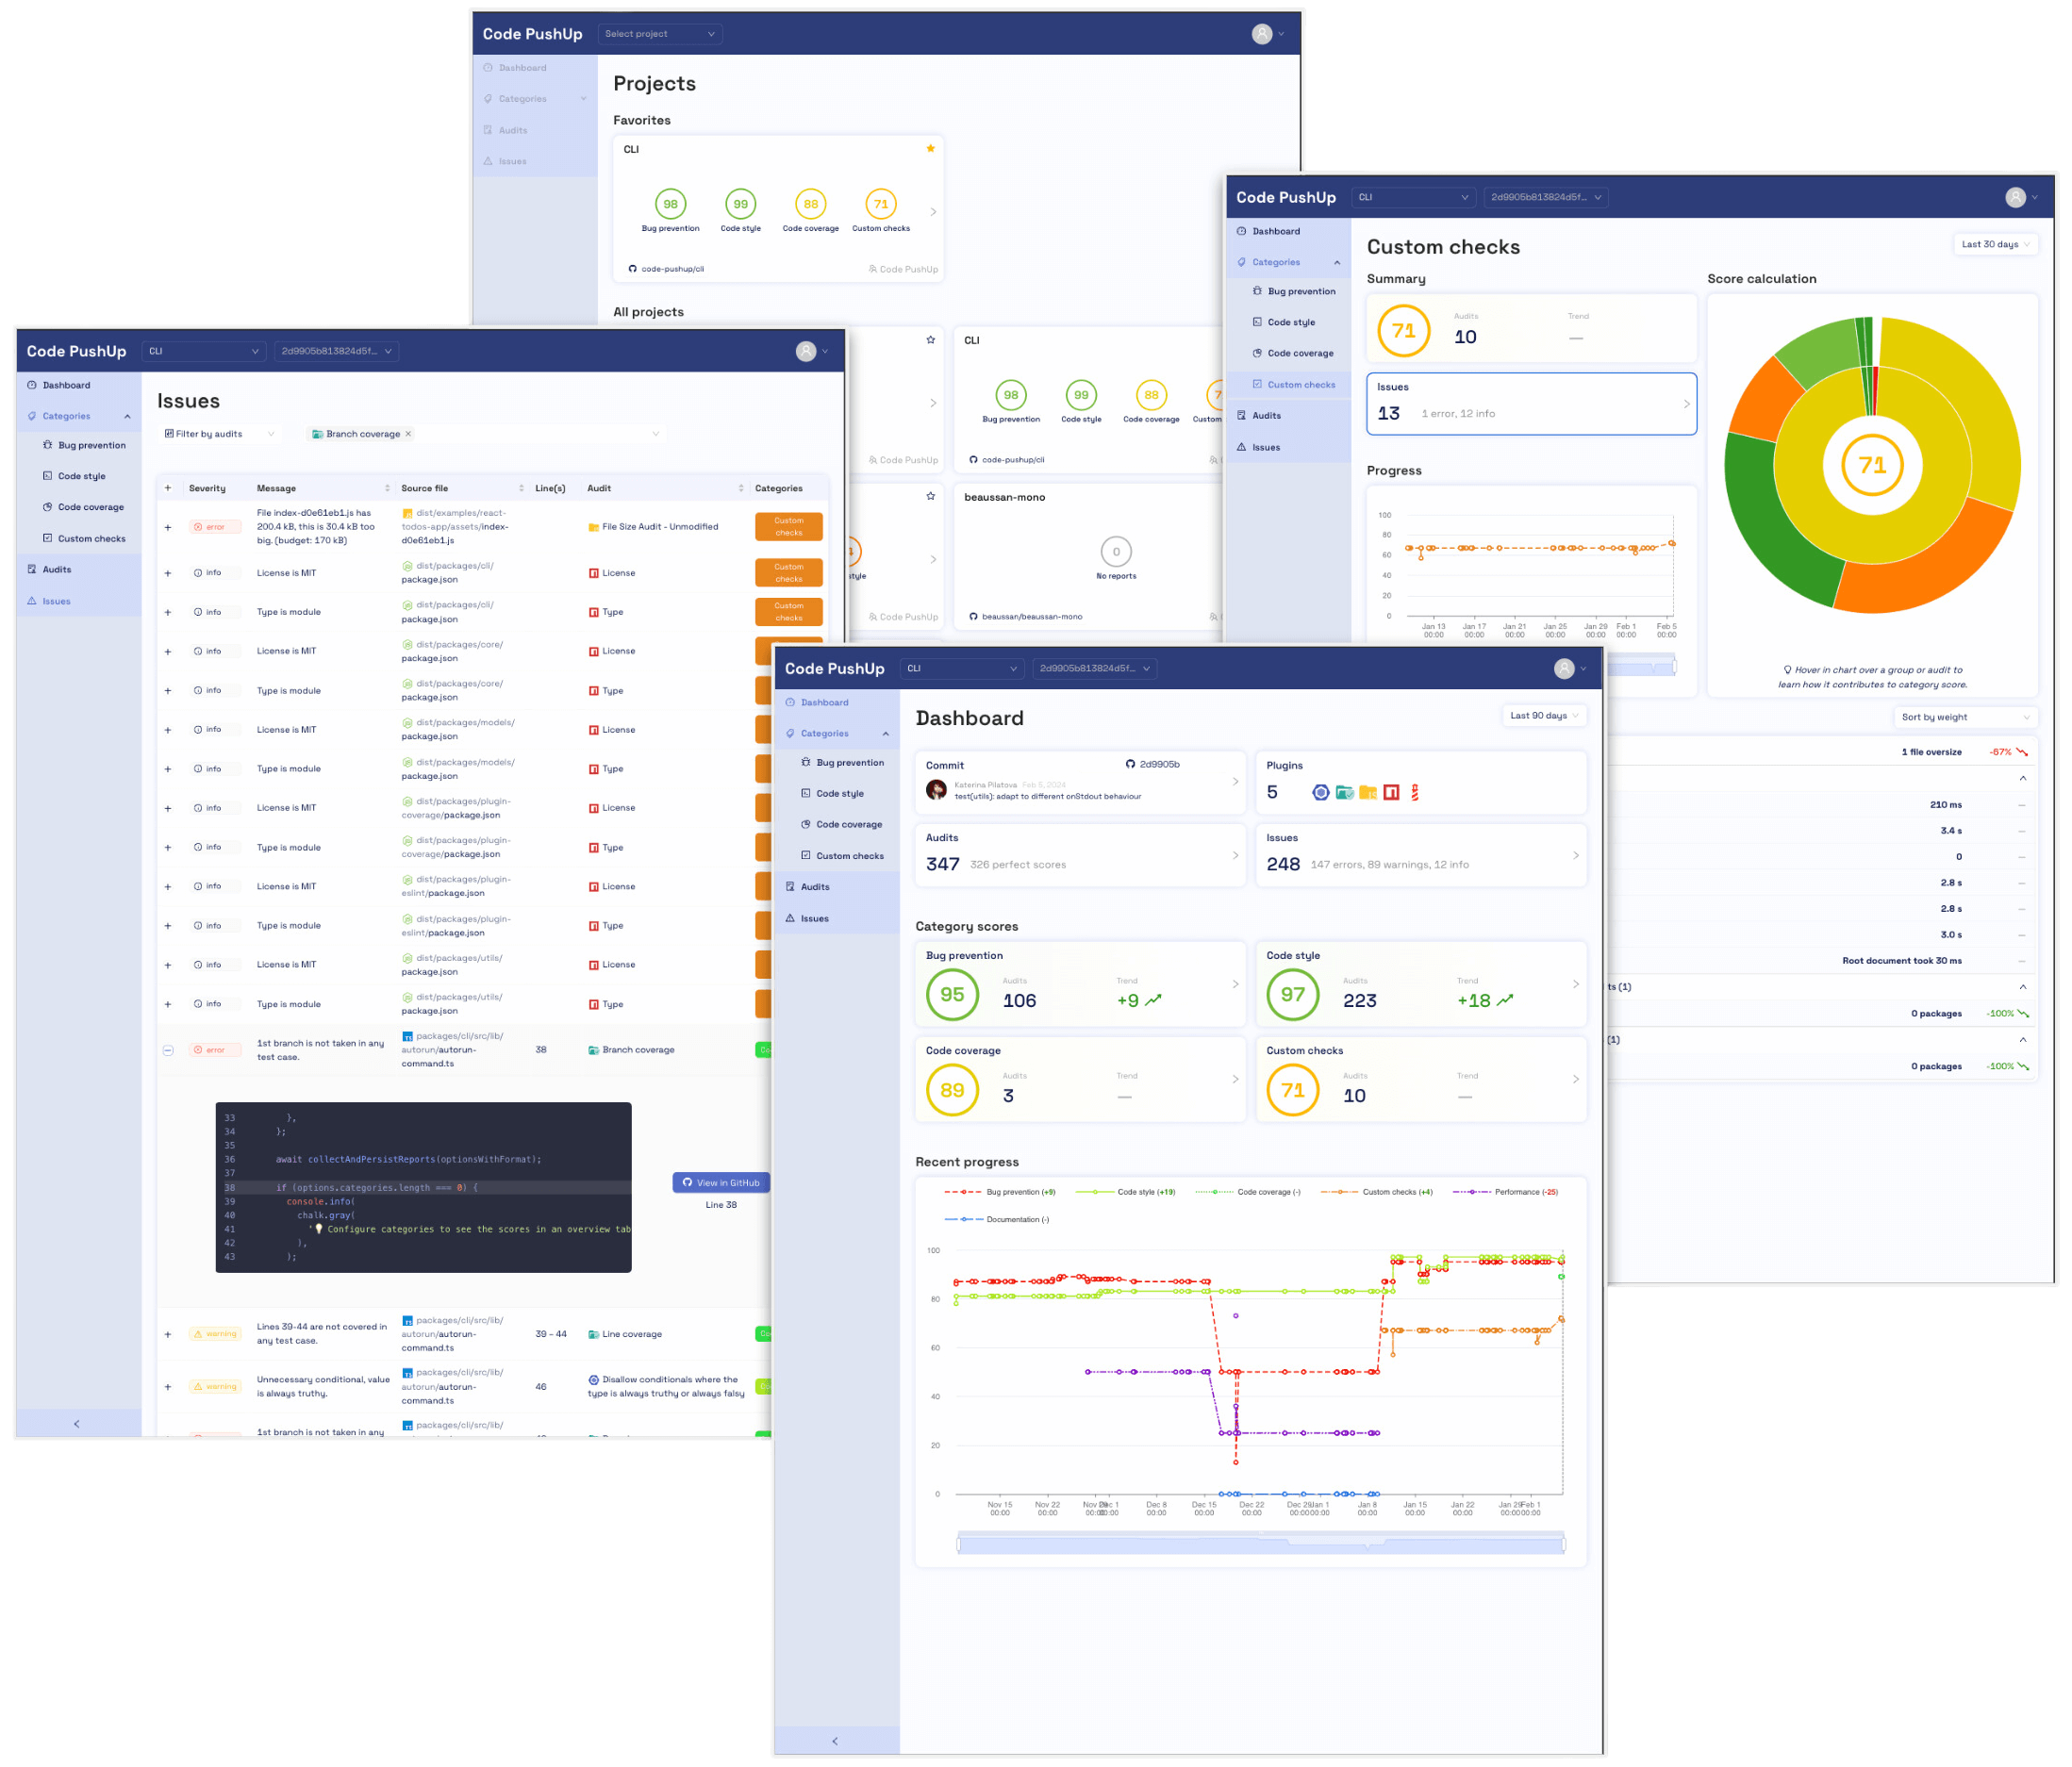 Code PushUp
Select project
Dashboard
Categories
Audits
Issues
Projects
Favorites
CLI
98
99
88
71
Bug prevention
Code style
Code coverage
Custom checks
code-pushup/cli
Code PushUp
All projects
CLI
98
99
88
Bug prevention
Code style
Code coverage
Code PushUp
code-pushup/cli
beaussan-mono
0
No reports
Code PushUp
beaussan/beaussan-mono
Code PushUp
CLI
2d9905b813824d5f...
Dashboard
Categories
Bug prevention
Code style
Code coverage
Custom checks
Audits
Issues
Custom checks
Last 30 days
Summary
71
Audits
10
Trend
—
Issues
13
1 error, 12 info
Progress
100
80
60
40
20
0
Jan 13
00:00
Jan 17
00:00
Jan 21
00:00
Jan 25
00:00
Jan 29
00:00
Feb 1
00:00
Feb 5
00:00
Score calculation
71
Hover in chart over a group or audit to
learn how it contributes to category score.
Sort by weight
1 file oversize -67%
210 ms —
3.4 s —
0 —
2.8 s —
2.8 s —
3.0 s —
Root document took 30 ms —
(1)
0 packages -100%
(1)
0 packages -100%
Code PushUp
CLI
2d9905b813824d5f...
Dashboard
Categories
Bug prevention
Code style
Code coverage
Custom checks
Audits
Issues
Issues
Filter by audits
Branch coverage
Severity Message Source file Line(s) Audit Categories
error
File index-d0e61eb1.js has
200.4 kB, this is 30.4 kB too
big. (budget: 170 kB)
dist/examples/react-
todos-app/assets/index-
d0e61eb1.js
File Size Audit - Unmodified
Custom
checks
info License is MIT
dist/packages/cli/
package.json
License
Custom
checks
info Type is module
dist/packages/cli/
package.json
Type
Custom
checks
info License is MIT
dist/packages/core/
package.json
License
info Type is module
dist/packages/core/
package.json
Type
info License is MIT
dist/packages/models/
package.json
License
info Type is module
dist/packages/models/
package.json
Type
info License is MIT
dist/packages/plugin-
coverage/package.json
License
info Type is module
dist/packages/plugin-
coverage/package.json
Type
info License is MIT
dist/packages/plugin-
eslint/package.json
License
info Type is module
dist/packages/plugin-
eslint/package.json
Type
info License is MIT
dist/packages/utils/
package.json
License
info Type is module
dist/packages/utils/
package.json
Type
error
1st branch is not taken in any
test case.
packages/cli/src/lib/
autorun/autorun-
command.ts
38
Branch coverage
33 },
34 };
35
36 await collectAndPersistReports(optionsWithFormat);
37
38 if (options.categories.length === 0) {
39 console.info(
40 chalk.gray(
41 '💡 Configure categories to see the scores in an overview tab
42 ),
43 );
View in GitHub
Line 38
warning
Lines 39-44 are not covered in
any test case.
packages/cli/src/lib/
autorun/autorun-
command.ts
39 – 44
Line coverage
warning
Unnecessary conditional, value
is always truthy.
packages/cli/src/lib/
autorun/autorun-
command.ts
46
Disallow conditionals where the
type is always truthy or always falsy
1st branch is not taken in any
packages/cli/src/lib/
Code PushUp
CLI
2d9905b813824d5f...
Dashboard
Categories
Bug prevention
Code style
Code coverage
Custom checks
Audits
Issues
Dashboard
Last 90 days
Commit
2d9905b
Katerina Pilatova Feb 5, 2024
test(utils): adapt to different onStdout behaviour
Plugins
5
Audits
347 326 perfect scores
Issues
248 147 errors, 89 warnings, 12 info
Category scores
Bug prevention
95
Audits
106
Trend
+9
Code style
97
Audits
223
Trend
+18
Code coverage
89
Audits
3
Trend
—
Custom checks
71
Audits
10
Trend
—
Recent progress
Bug prevention (+9)
Code style (+19)
Code coverage (-)
Custom checks (+4)
Performance (-25)
Documentation (-)
100
80
60
40
20
0
Nov 15
00:00
Nov 22
00:00
Dec 1
00:00
Dec 8
00:00
Dec 15
00:00
Dec 22
00:00
Dec 29
00:00
Jan 1
00:00
Jan 8
00:00
Jan 15
00:00
Jan 22
00:00
Jan 29
00:00
Feb 1
00:00